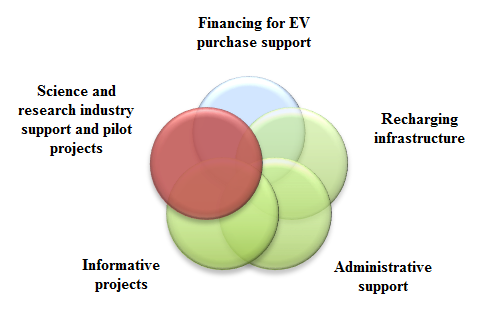 Financing for EV
purchase support
Science and
research industry
support and pilot
projects
Recharging
infrastructure
Informative
projects
Administrative
support